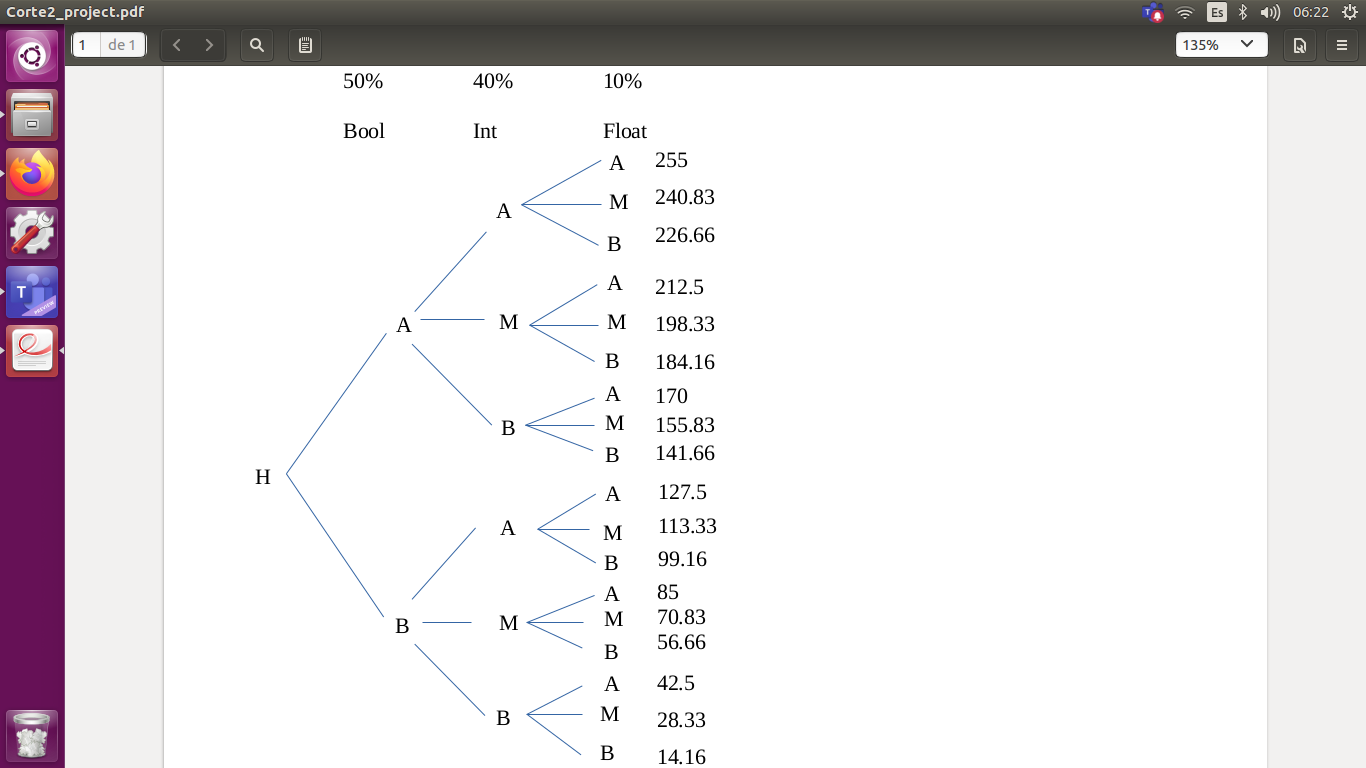 Corte2_project.pdf
Es
06:22
1 de 1
135%
50% 40% 10%
Bool Int Float
A 255
A
M 240.83
B 226.66
A 212.5
A M M 198.33
B 184.16
A 170
B M 155.83
B 141.66
H
A 127.5
A M 113.33
B 99.16
A 85
B M M 70.83
B 56.66
A 42.5
B M 28.33
B 14.16
T
T
PREVIEW